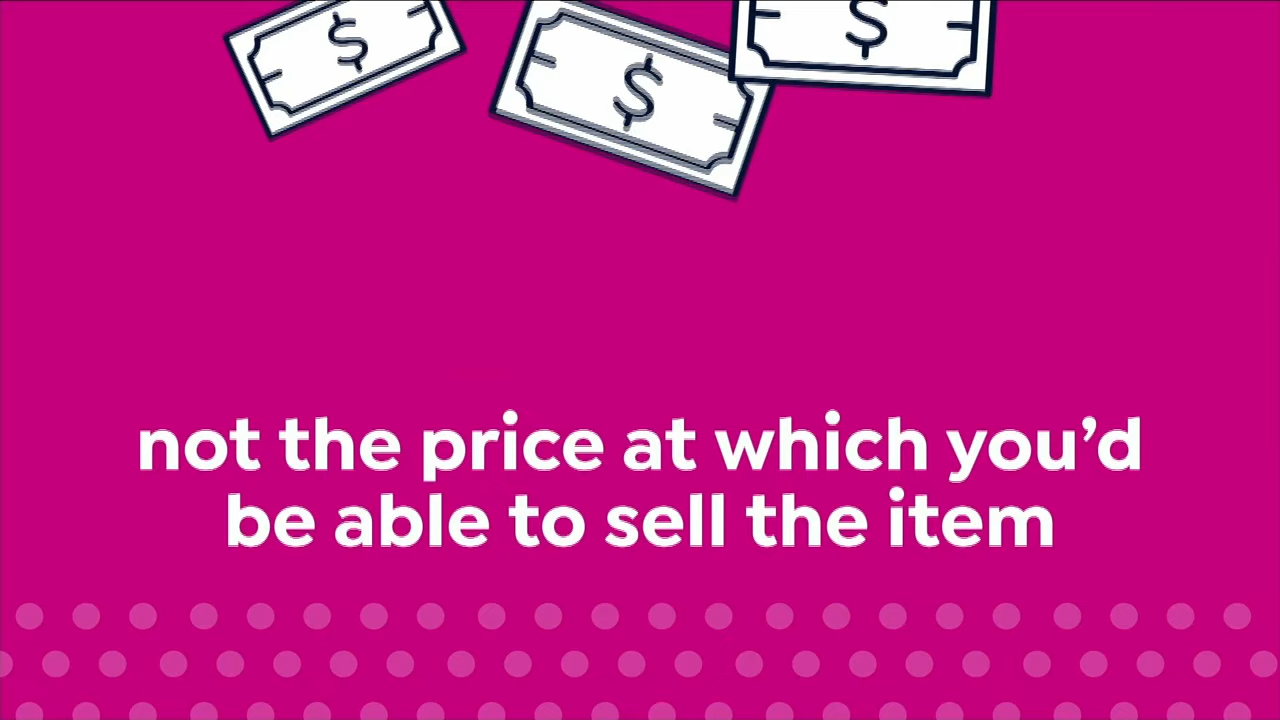 $ $ $
not the price at which you’d
be able to sell the item